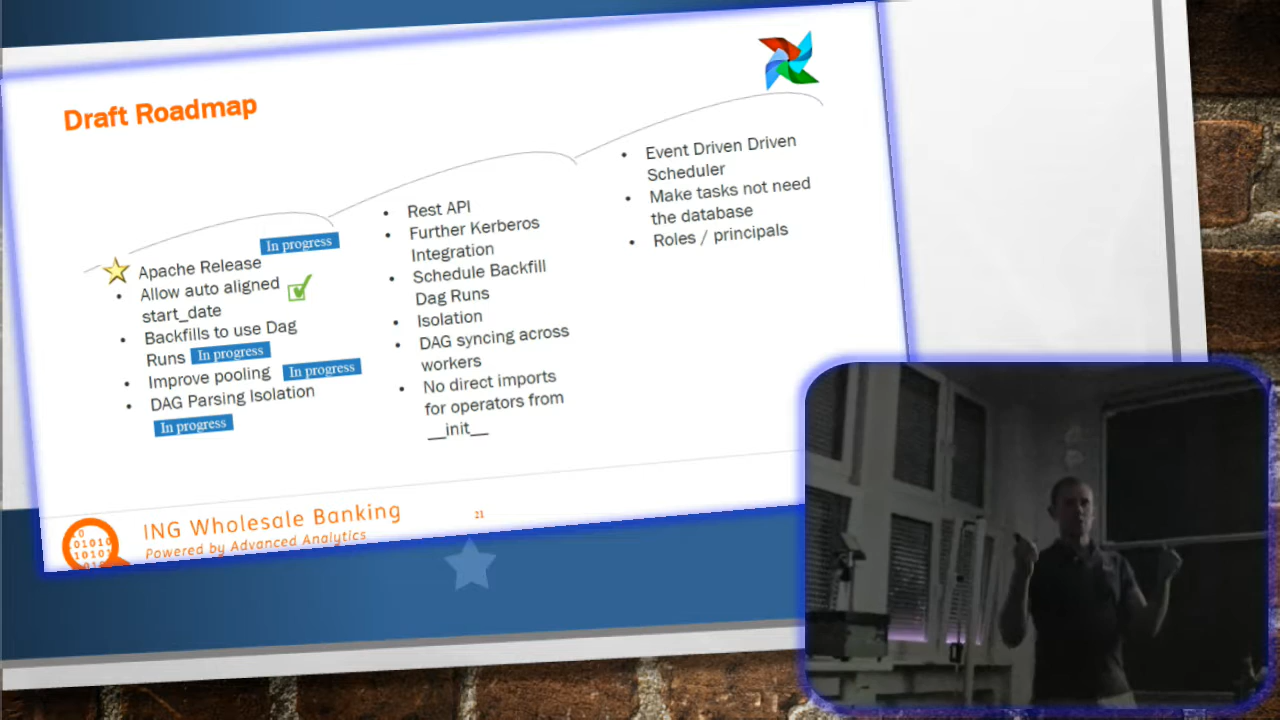 Draft Roadmap
In progress
Apache Release
• Allow auto aligned
start_date
• Backfills to use Dag
Runs In progress
• Improve pooling In progress
• DAG Parsing Isolation
In progress
• Rest API
• Further Kerberos
Integration
• Schedule Backfill
Dag Runs
• Isolation
• DAG syncing across
workers
• No direct imports
for operators from
__init__
• Event Driven Driven
Scheduler
• Make tasks not need
the database
• Roles / principals
ING Wholesale Banking
Powered by Advanced Analytics
21